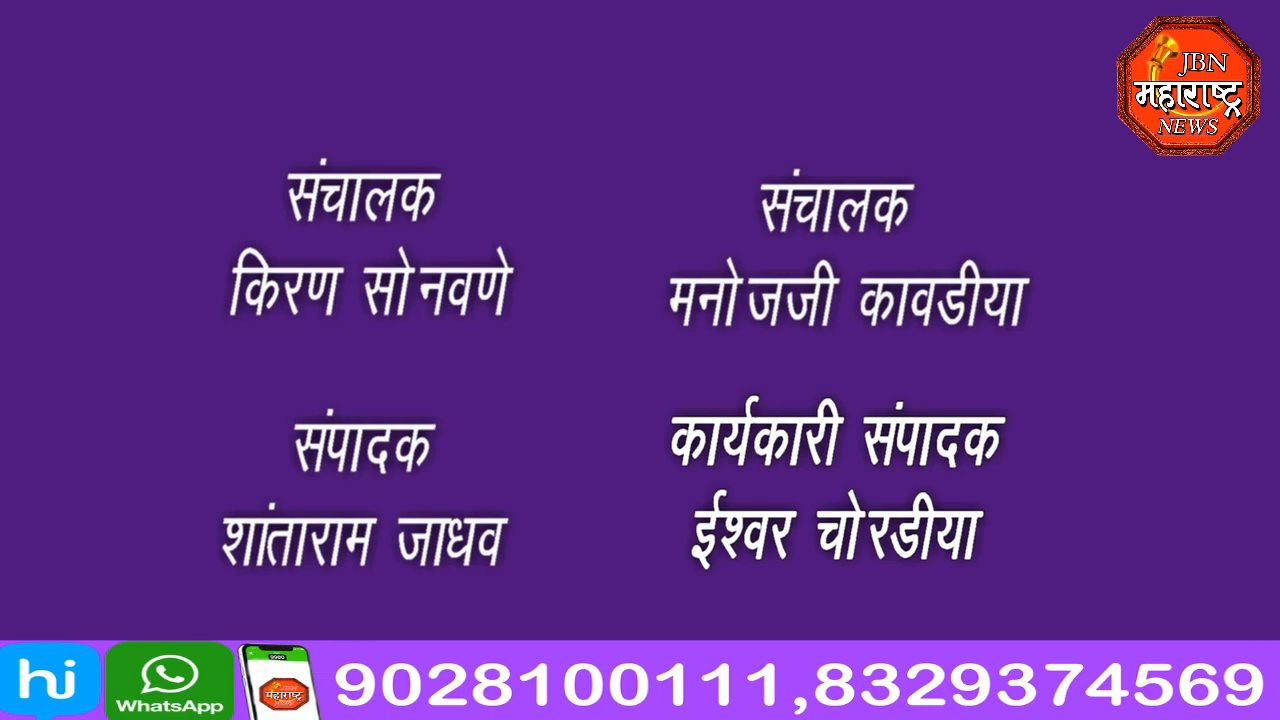 JBN
महाराष्ट्र
NEWS
संचालक
किरण सोनवणे
संचालक
मनोजजी कावडीया
संपादक
शांताराम जाधव
कार्यकारी संपादक
ईश्वर चोरडीया
hi
WhatsApp
महाराष्ट्र
9028100111,8329374569